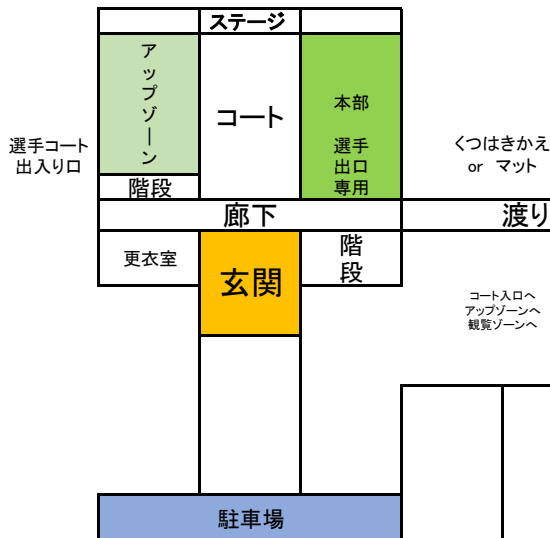 ステージ
アップゾーン
コート
本部
選手
出口
専用
選手コート
出入り口
くつはきかえ
or マット
階段
廊下
渡り
更衣室
玄関
階段
コート入口へ
アップゾーンへ
観覧ゾーンへ
駐車場